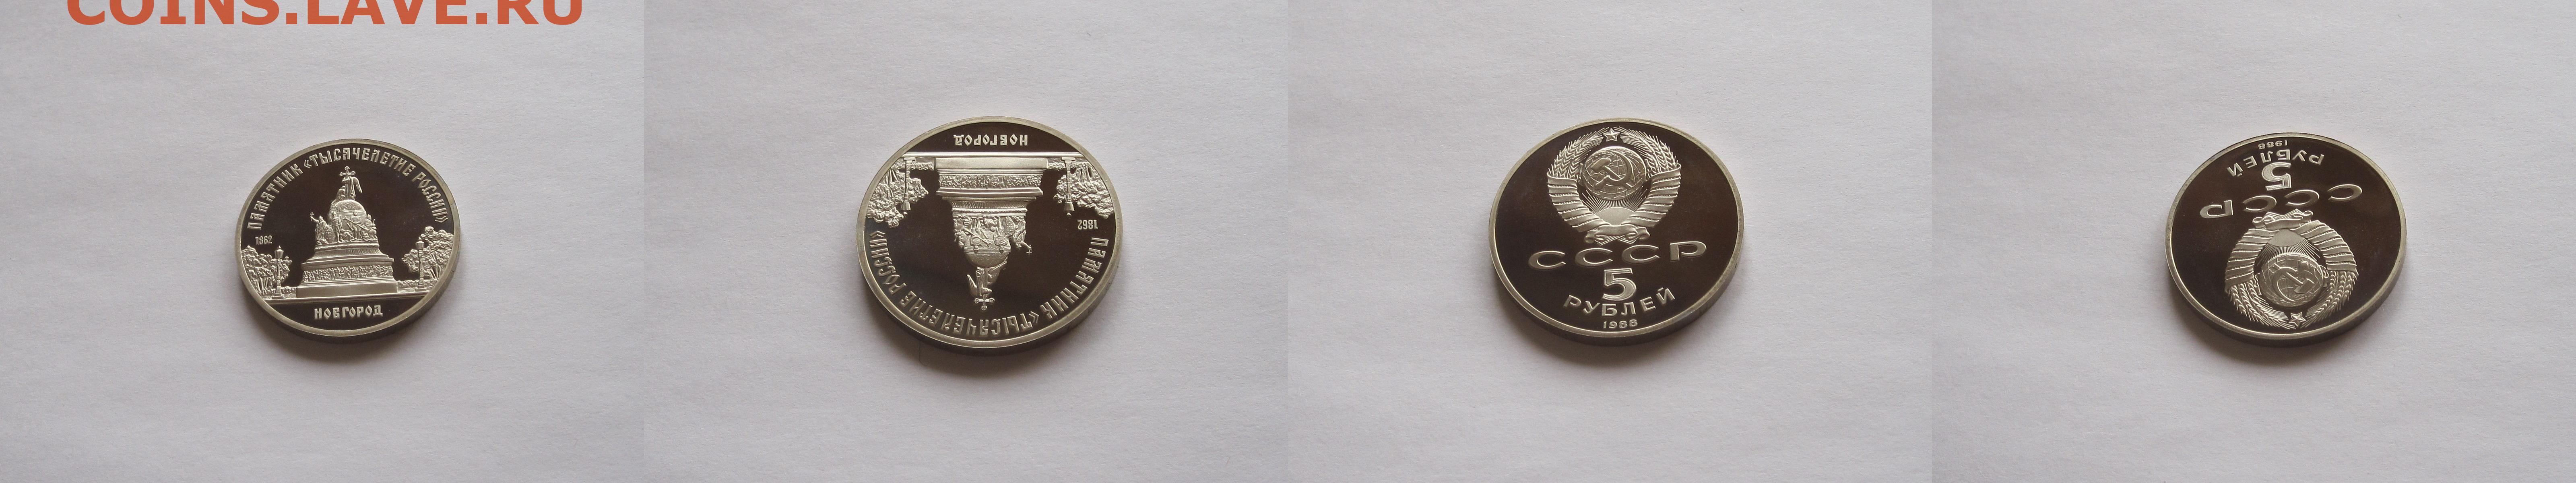 COINS.LAVE.RU
ПАМЯТНИК «ТЫСЯЧЕЛЕТИЕ РОССИИ»
1862
НОВГОРОД
НОВГОРОД
1862
ПАМЯТНИК «ТЫСЯЧЕЛЕТИЕ РОССИИ»
СССР
5
РУБЛЕЙ
1988
1988
РУБЛЕЙ
5
СССР